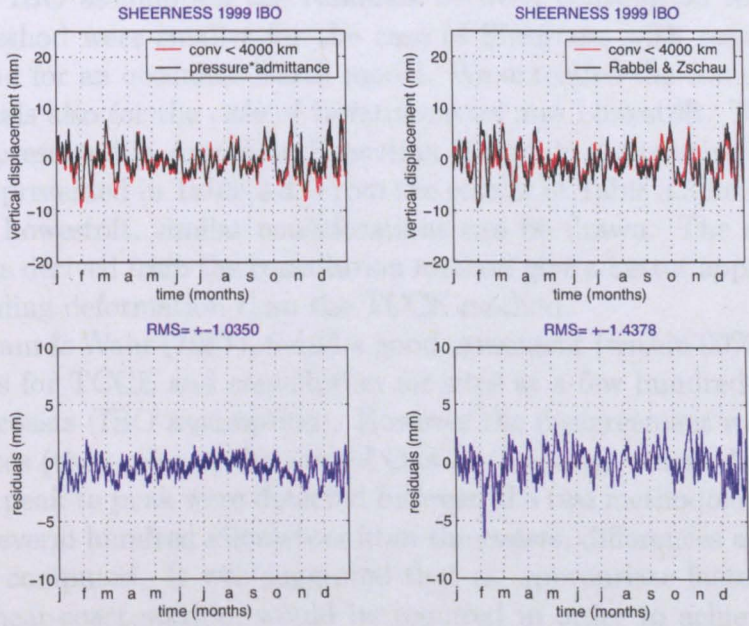 SHEERNESS 1999 IBO
vertical displacement (mm)
20
10
0
−10
−20
conv < 4000 km
pressure*admittance
j f m a m j j a s o n d
time (months)
SHEERNESS 1999 IBO
vertical displacement (mm)
20
10
0
−10
−20
conv < 4000 km
Rabbel & Zschau
j f m a m j j a s o n d
time (months)
RMS= +−1.0350
residuals (mm)
10
5
0
−5
−10
j f m a m j j a s o n d
time (months)
RMS= +−1.4378
residuals (mm)
10
5
0
−5
−10
j f m a m j j a s o n d
time (months)